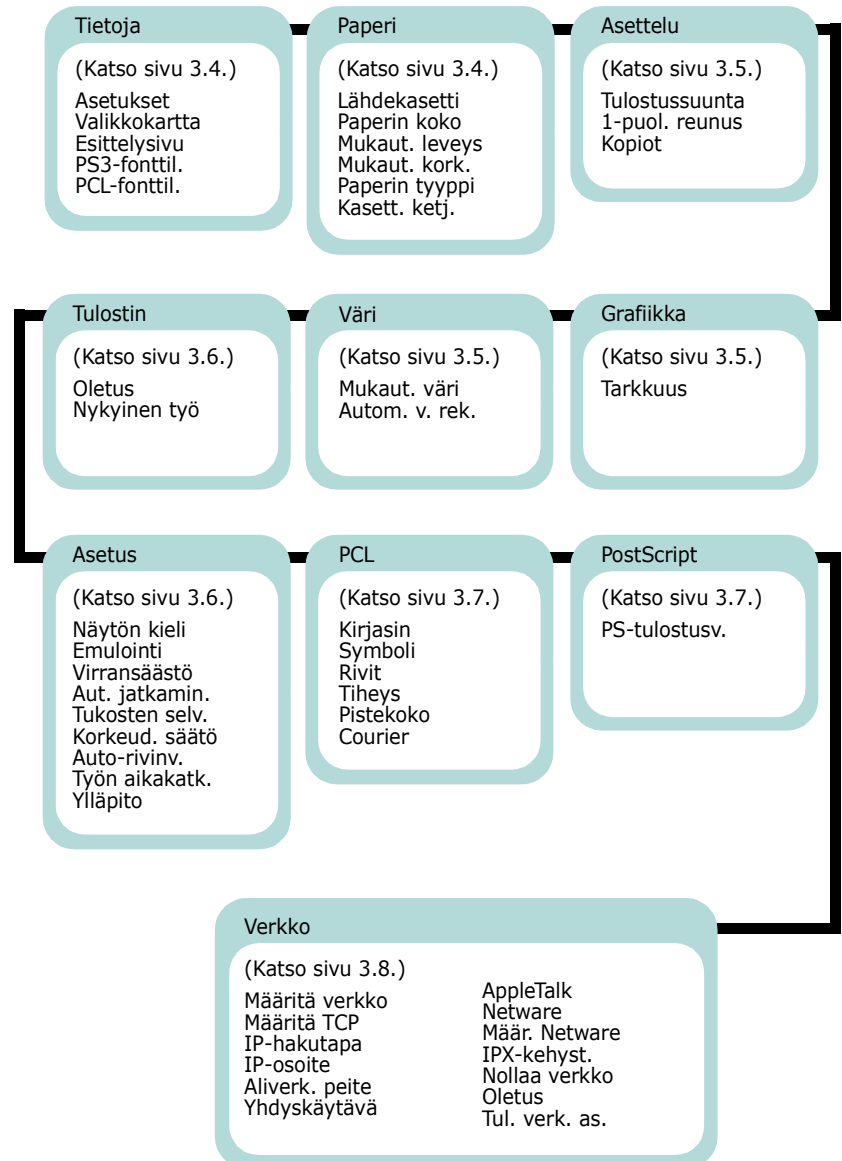 Tietoja
(Katso sivu 3.4.)
Asetukset
Valikkokartta
Esittelysivu
PS3-fonttil.
PCL-fonttil.
Paperi
(Katso sivu 3.4.)
Lähdekasetti
Paperin koko
Mukaut. leveys
Mukaut. kork.
Paperin tyyppi
Kasett. ketj.
Asettelu
(Katso sivu 3.5.)
Tulostussuunta
1-puol. reunus
Kopiot
Tulostin
(Katso sivu 3.6.)
Oletus
Nykyinen työ
Väri
(Katso sivu 3.5.)
Mukaut. väri
Autom. v. rek.
Grafiikka
(Katso sivu 3.5.)
Tarkkuus
Asetus
(Katso sivu 3.6.)
Näytön kieli
Emulointi
Virransäästö
Aut. jatkamin.
Tukosten selv.
Korkeud. säätö
Auto-rivinv.
Työn aikakatk.
Ylläpito
PCL
(Katso sivu 3.7.)
Kirjasin
Symboli
Rivit
Tiheys
Pistekoko
Courier
PostScript
(Katso sivu 3.7.)
PS-tulostusv.
Verkko
(Katso sivu 3.8.)
Määritä verkko
Määritä TCP
IP-hakutapa
IP-osoite
Aliverk. peite
Yhdyskäytävä
AppleTalk
Netware
Määr. Netware
IPX-kehyst.
Nollaa verkko
Oletus
Tul. verk. as.